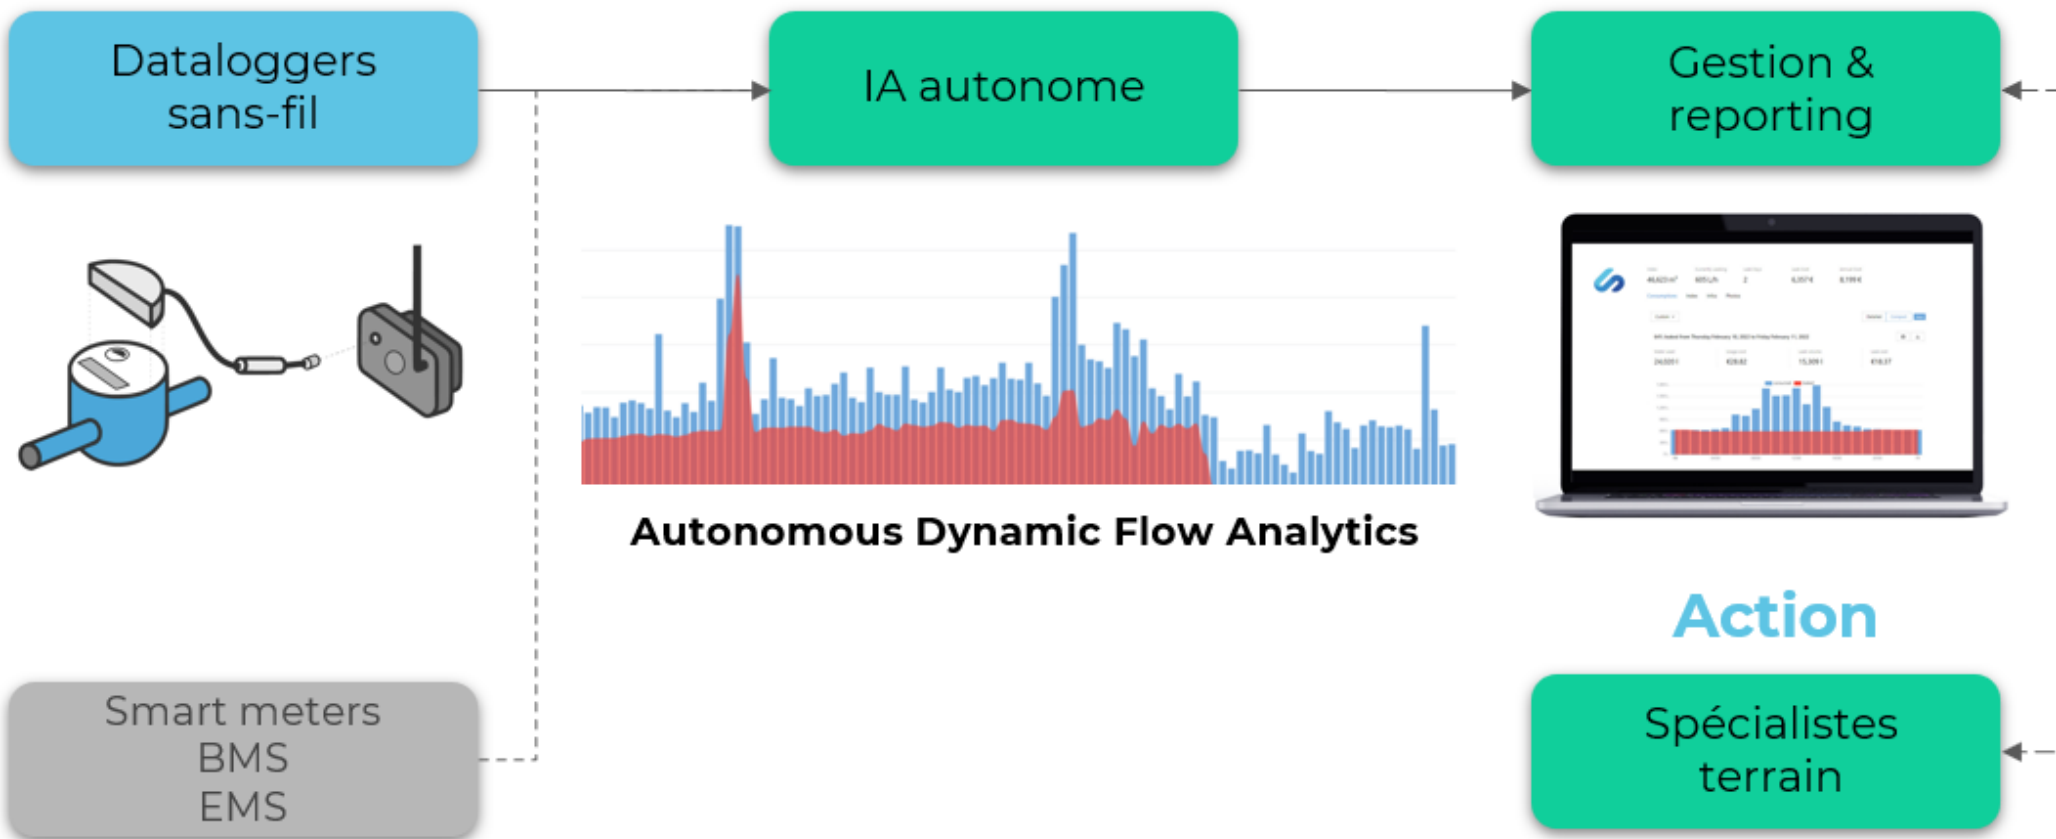 Dataloggers
sans-fil
IA autonome
Gestion &
reporting
Autonomous Dynamic Flow Analytics
Action
Smart meters
BMS
EMS
Spécialistes
terrain